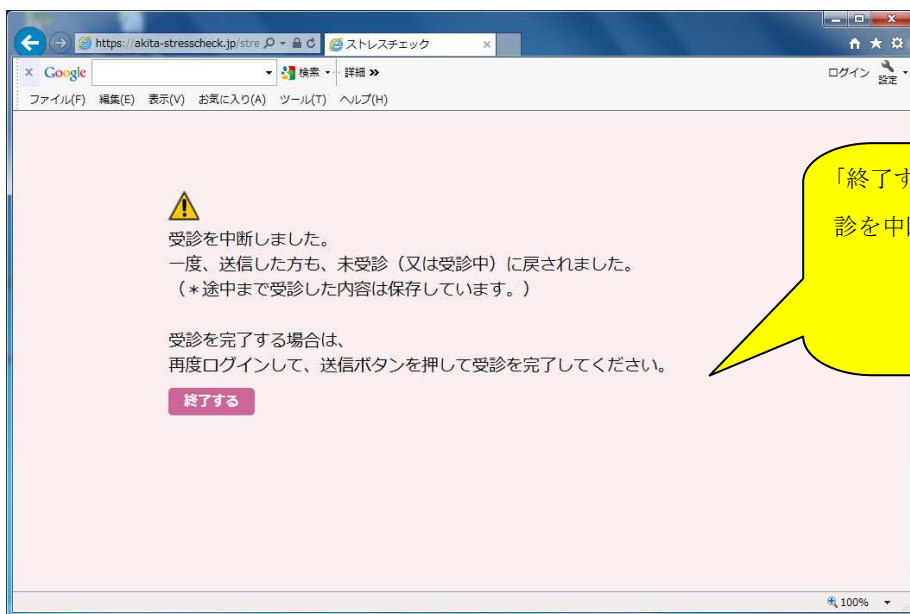 https://akita-stresscheck.jp/stre
ストレスチェック
Google
検索
詳細
ログイン
設定
ファイル(F) 編集(E) 表示(V) お気に入り(A) ツール(T) ヘルプ(H)
受診を中断しました。
一度、送信した方も、未受診（又は受診中）に戻されました。
（＊途中まで受診した内容は保存しています。）
受診を完了する場合は、
再度ログインして、送信ボタンを押して受診を完了してください。
終了する
「終了す
診を中
100%